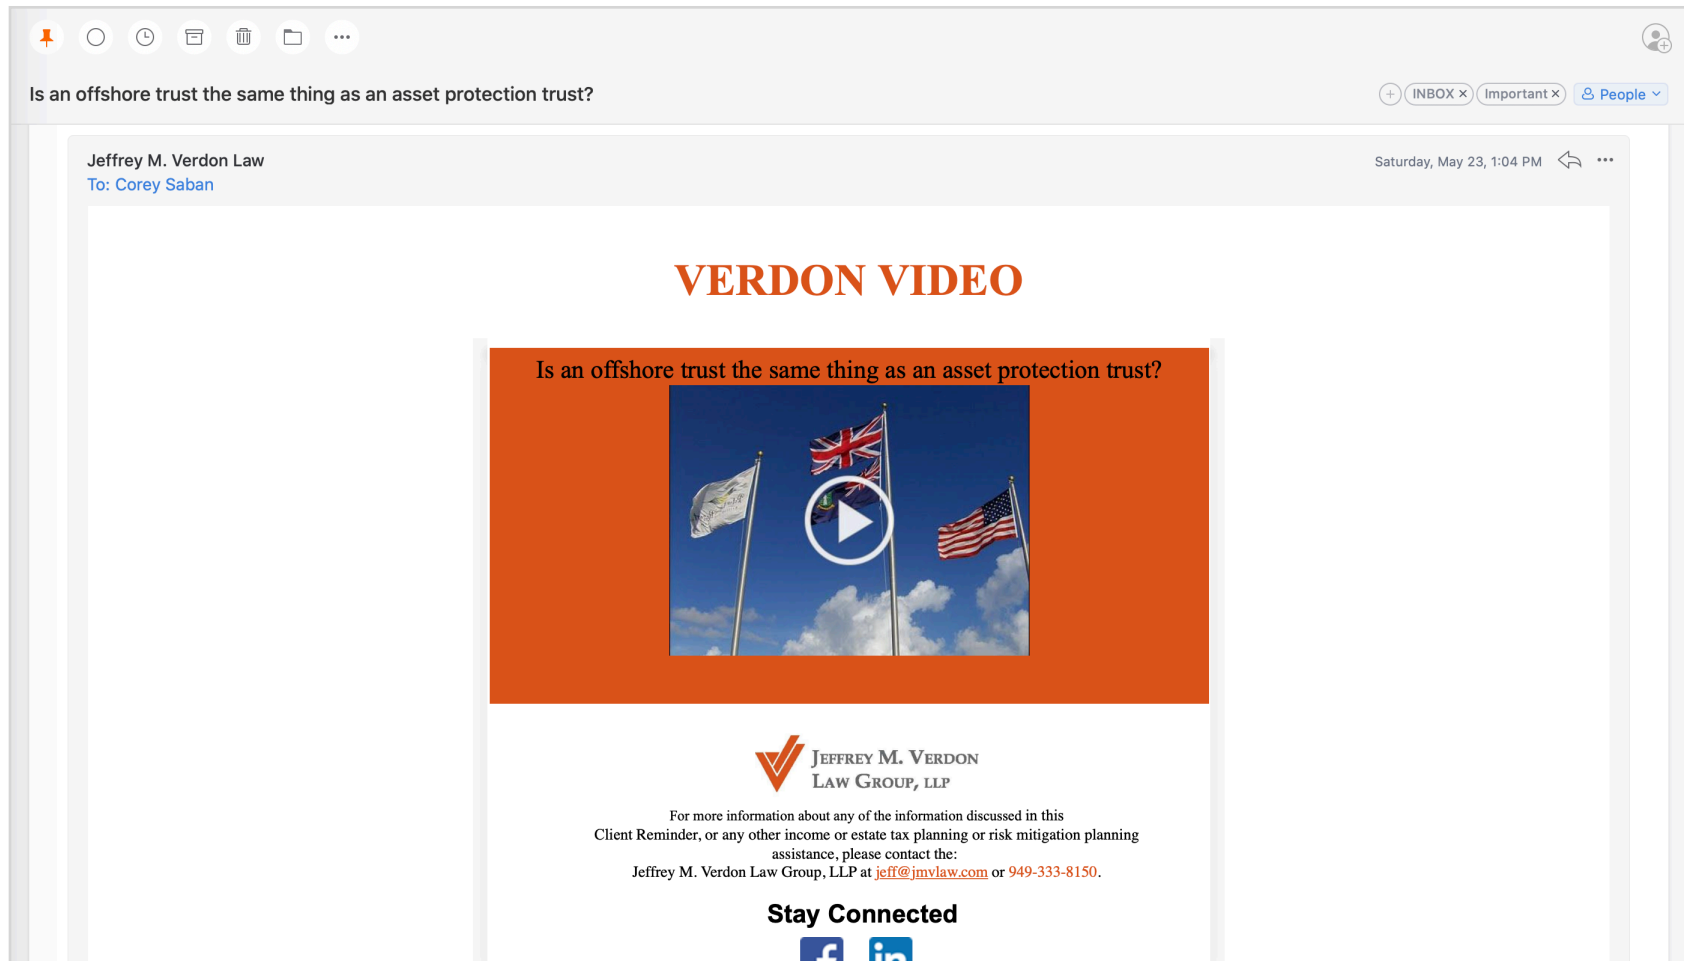 Is an offshore trust the same thing as an asset protection trust?
INBOX ×
Important ×
People
Jeffrey M. Verdon Law
Saturday, May 23, 1:04 PM
To: Corey Saban
VERDON VIDEO
Is an offshore trust the same thing as an asset protection trust?
JEFFREY M. VERDON
LAW GROUP, LLP
For more information about any of the information discussed in this
Client Reminder, or any other income or estate tax planning or risk mitigation planning
assistance, please contact the:
Jeffrey M. Verdon Law Group, LLP at jeff@jmvlaw.com or 949-333-8150.
Stay Connected
f
in